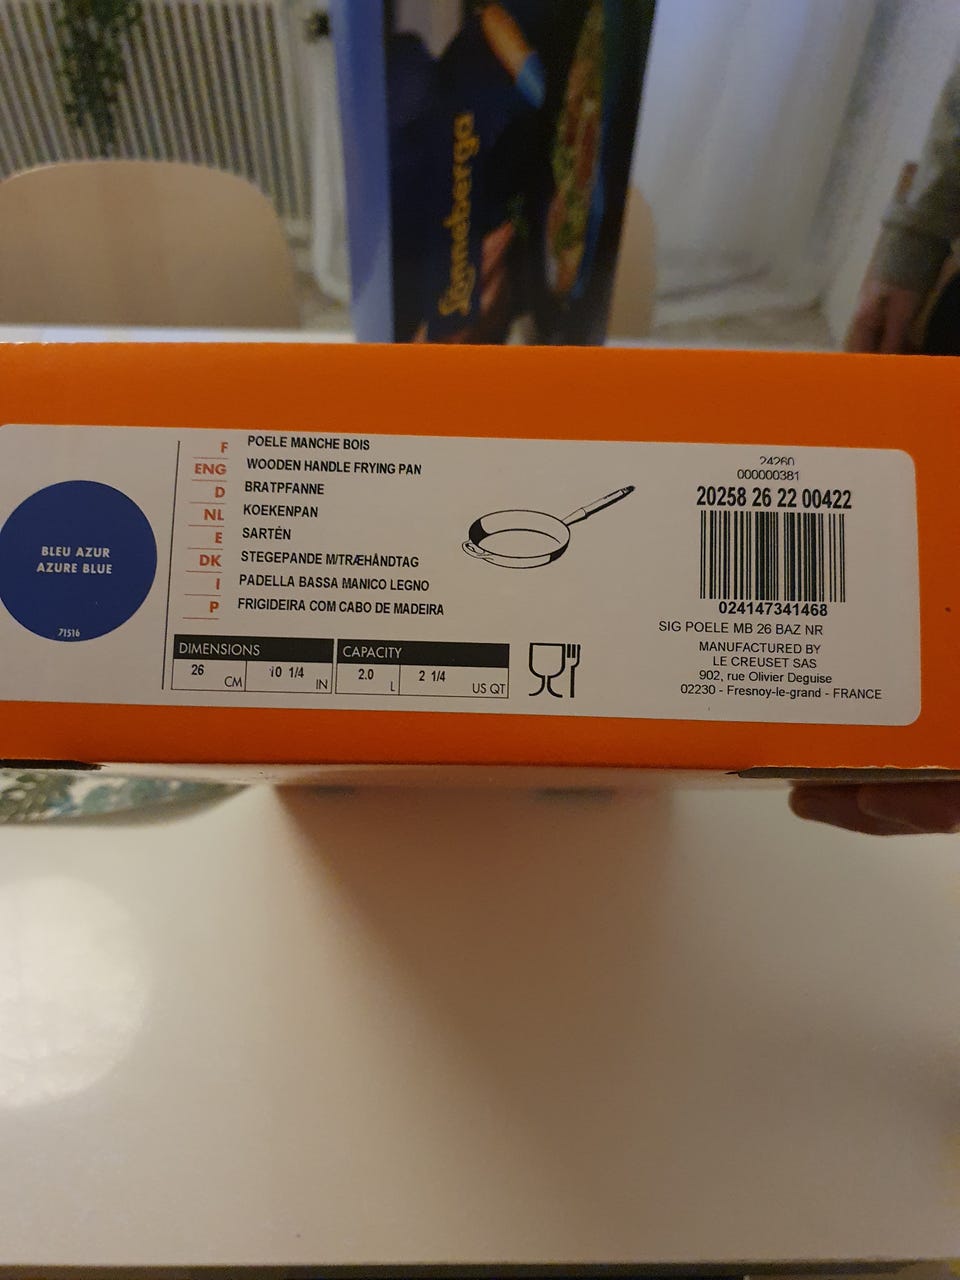 Lönneberga
BLEU AZUR
AZURE BLUE
71516
F POELE MANCHE BOIS
ENG WOODEN HANDLE FRYING PAN
D BRATPFANNE
NL KOEKENPAN
E SARTÉN
DK STEGEPANDE M/TRÆHÅNDTAG
I PADELLA BASSA MANICO LEGNO
P FRIGIDEIRA COM CABO DE MADEIRA
DIMENSIONS
26 CM 10 1/4 IN
CAPACITY
2.0 L 2 1/4 US QT
24260
000000381
20258 26 22 00422
024147341468
SIG POELE MB 26 BAZ NR
MANUFACTURED BY
LE CREUSET SAS
902, rue Olivier Deguise
02230 - Fresnoy-le-grand - FRANCE